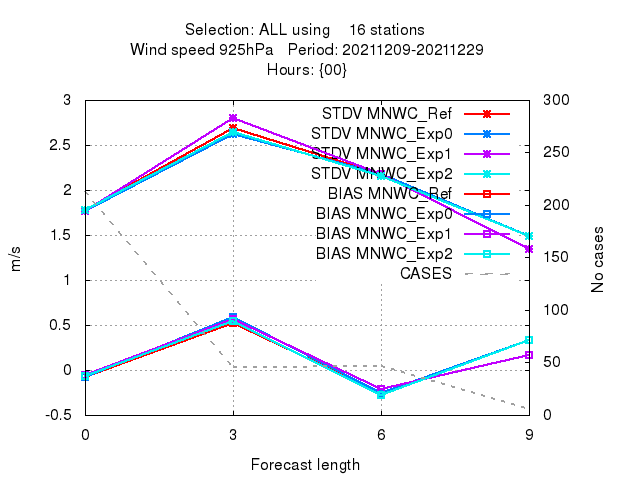 Selection: ALL using 16 stations
Wind speed 925hPa Period: 20211209-20211229
Hours: {00}
3 300
STDV MNWC_Ref
2.5 STDV MNWC_Exp0 250
STDV MNWC_Exp1
STDV MNWC_Exp2
2 BIAS MNWC_Ref 200
BIAS MNWC_Exp0
1.5 BIAS MNWC_Exp1 150
BIAS MNWC_Exp2
m/s No cases
1 CASES
0.5 100
0 50
-0.5 0
0 3 6 9
Forecast length